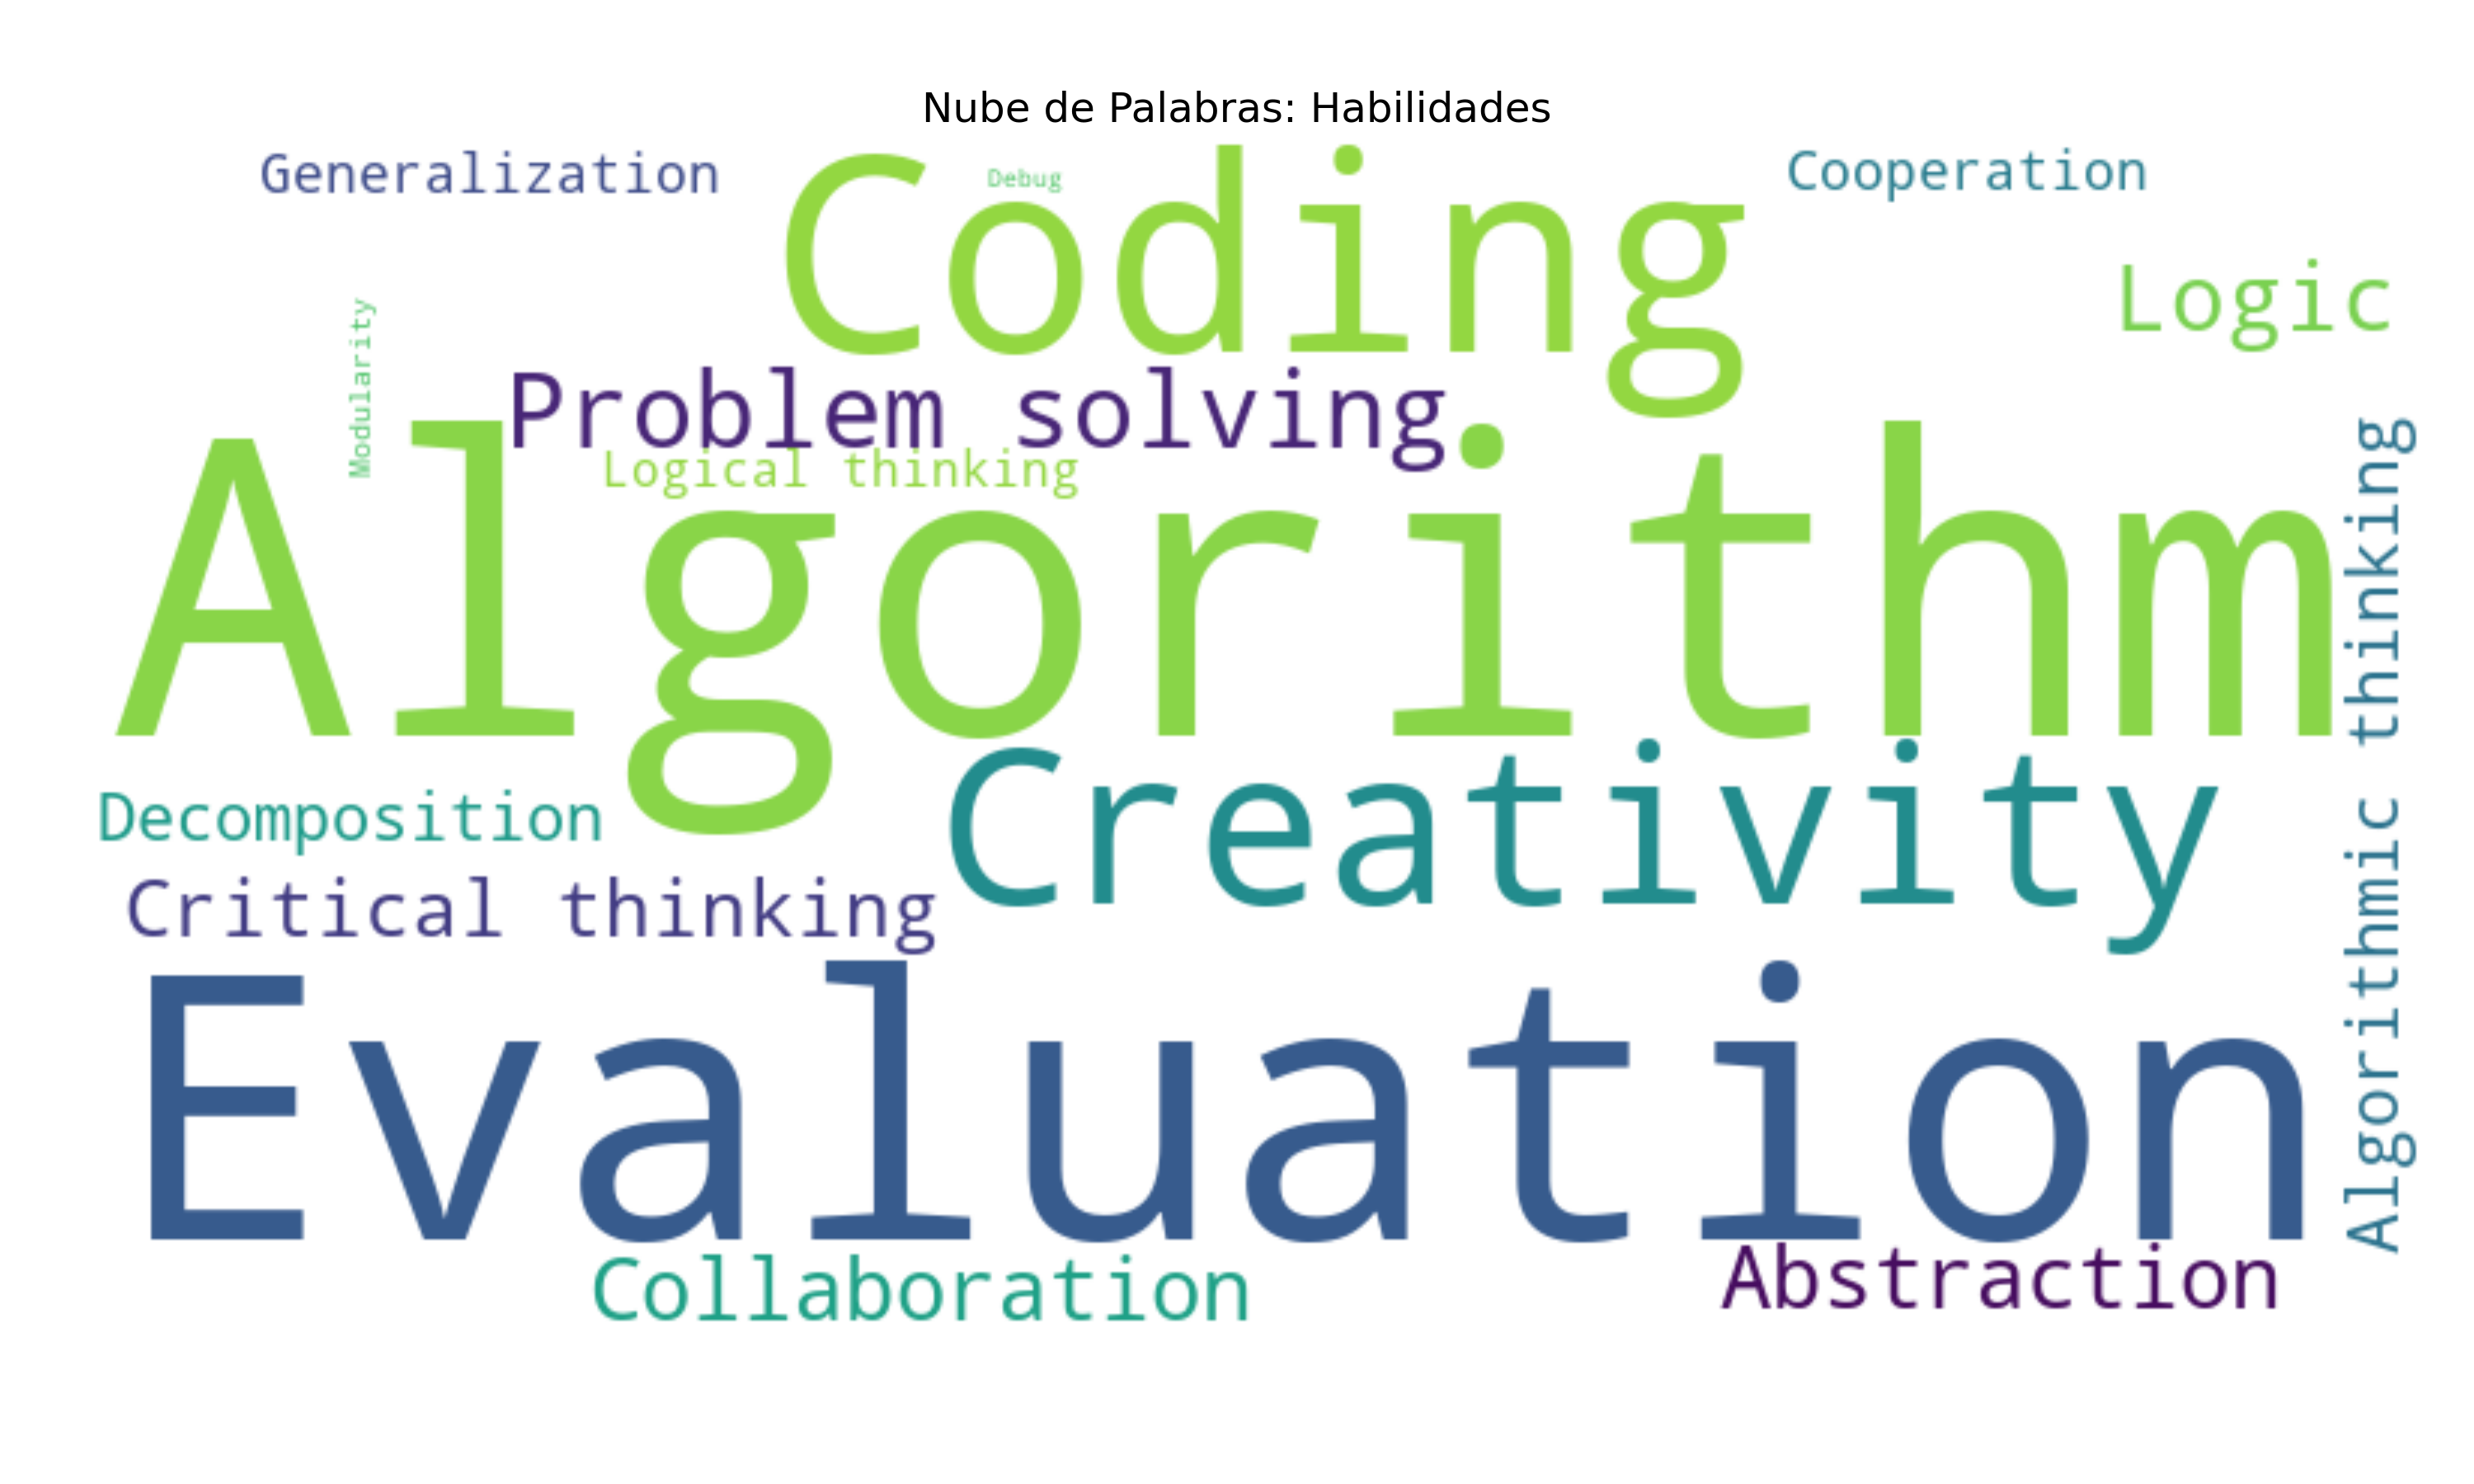 Nube de Palabras: Habilidades
Generalization
Coding
Debug
Cooperation
Logic
Modularity
Problem solving
Logical thinking
Algorithm
Algorithmic thinking
Creativity
Decomposition
Critical thinking
Evaluation
Collaboration
Abstraction